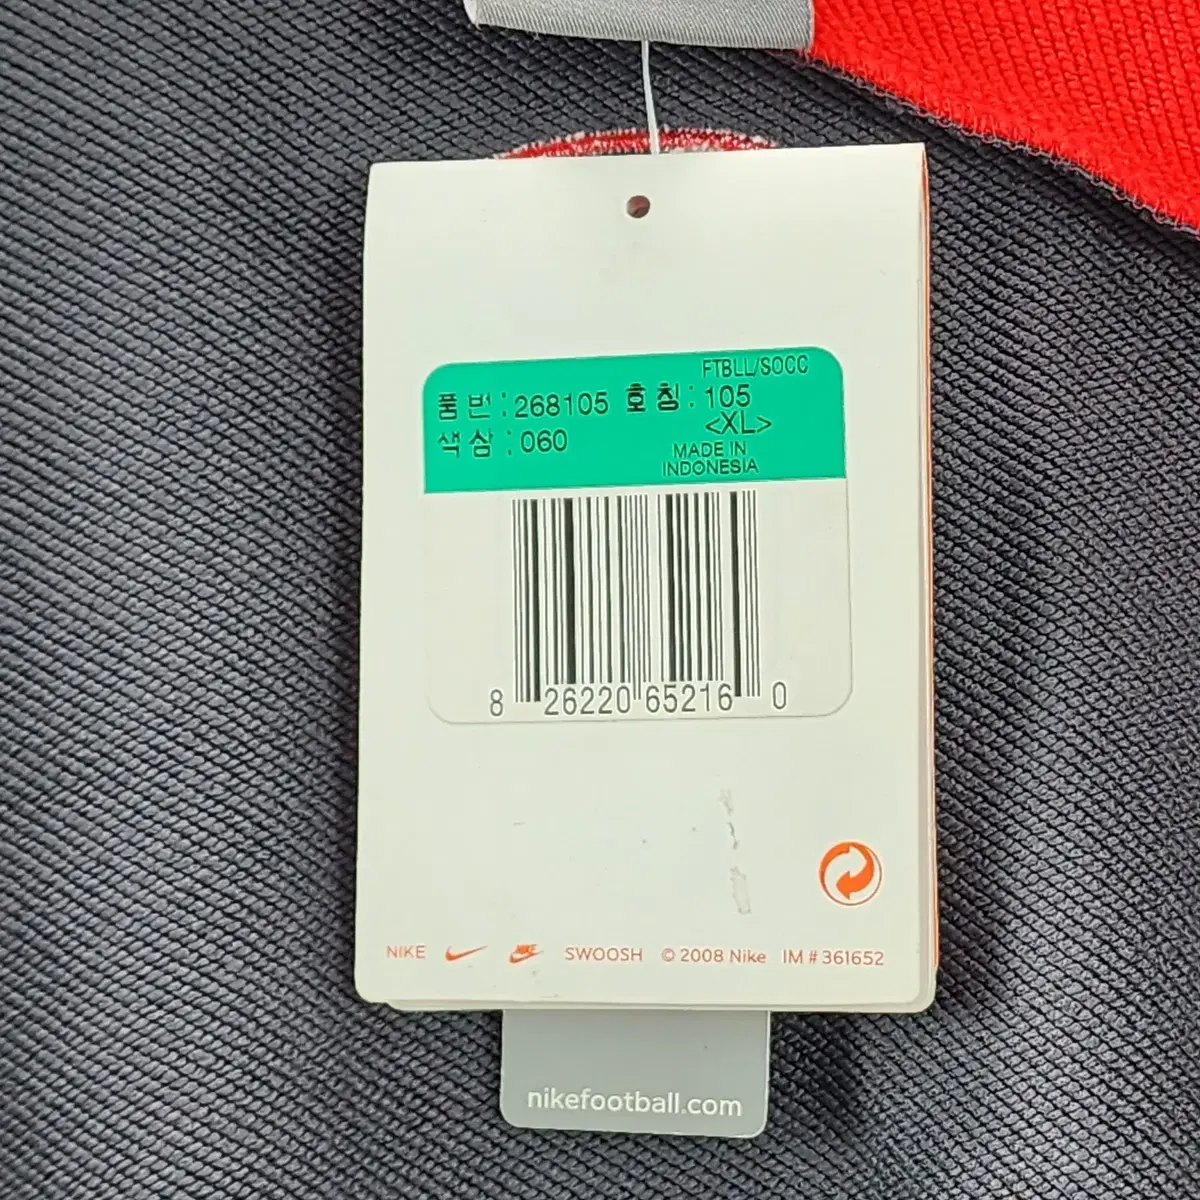 FTBLL/SOCC
품번:268105 호칭:105
<XL>
색상:060
MADE IN
INDONESIA
8 26220 65216 0
NIKE NIKE SWOOSH © 2008 Nike IM # 361652
nikefootball.com